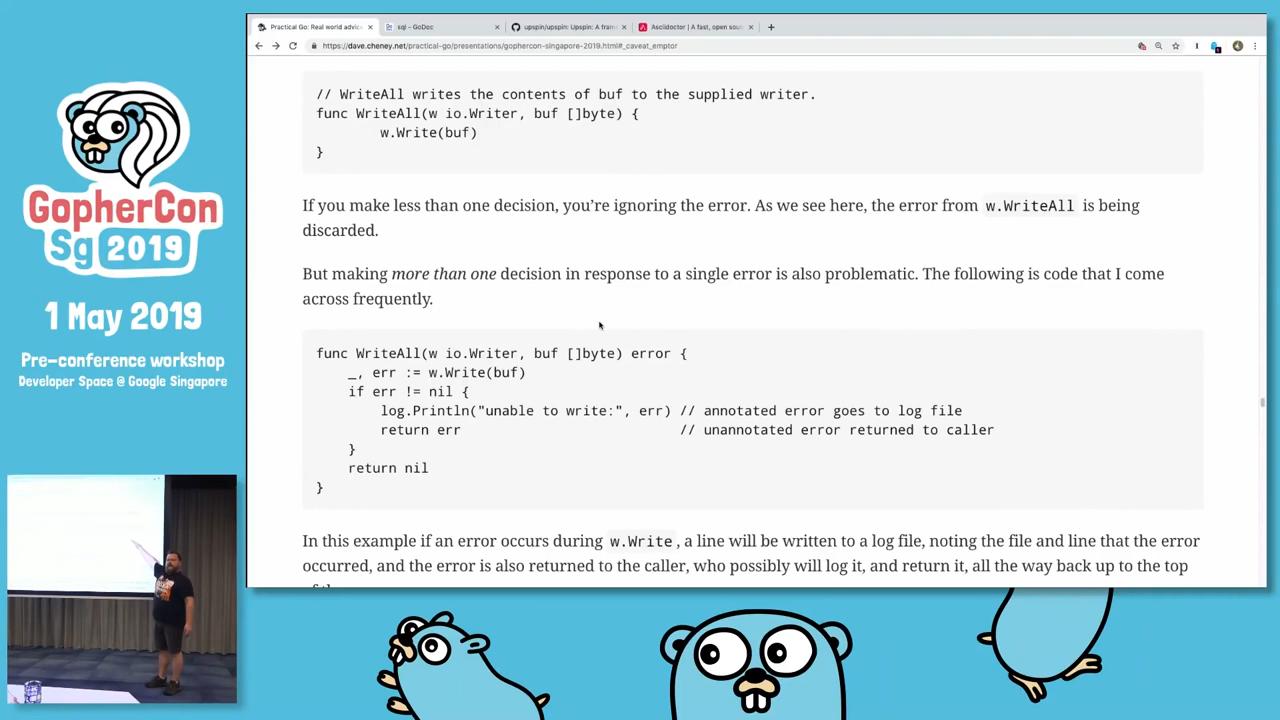 Practical Go: Real world advice
sql - GoDoc
upspin/upspin: Upspin: A fram
Asciidoctor | A fast, open sour
https://dave.cheney.net/practical-go/presentations/gophercon-singapore-2019.html#_caveat_emptor
GopherCon
Sg 2019
1 May 2019
Pre-conference workshop
Developer Space @ Google Singapore
// WriteAll writes the contents of buf to the supplied writer.
func WriteAll(w io.Writer, buf []byte) {
w.Write(buf)
}
If you make less than one decision, you’re ignoring the error. As we see here, the error from w.WriteAll is being
discarded.
But making more than one decision in response to a single error is also problematic. The following is code that I come
across frequently.
func WriteAll(w io.Writer, buf []byte) error {
_, err := w.Write(buf)
if err != nil {
log.Println("unable to write:", err) // annotated error goes to log file
return err // unannotated error returned to caller
}
return nil
}
In this example if an error occurs during w.Write, a line will be written to a log file, noting the file and line that the error
occurred, and the error is also returned to the caller, who possibly will log it, and return it, all the way back up to the top